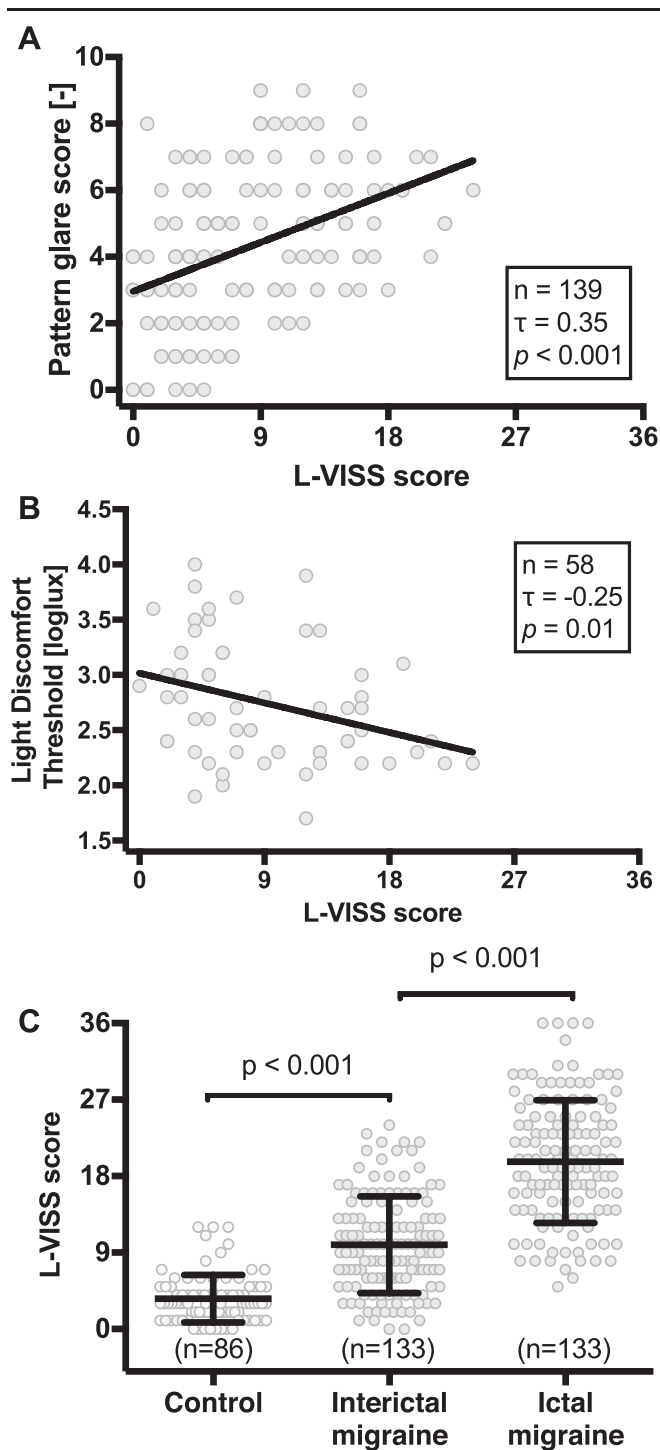 A
Pattern glare score [-]
10
8
6
4
2
0
n = 139
τ = 0.35
p < 0.001
0 9 18 27 36
L-VISS score
B
Light Discomfort
Threshold [loglux]
4.5
4.0
3.5
3.0
2.5
2.0
1.5
n = 58
τ = -0.25
p = 0.01
0 9 18 27 36
L-VISS score
p < 0.001
C
p < 0.001
L-VISS score
36
27
18
9
0
(n=86) (n=133) (n=133)
Control Interictal Ictal
migraine migraine